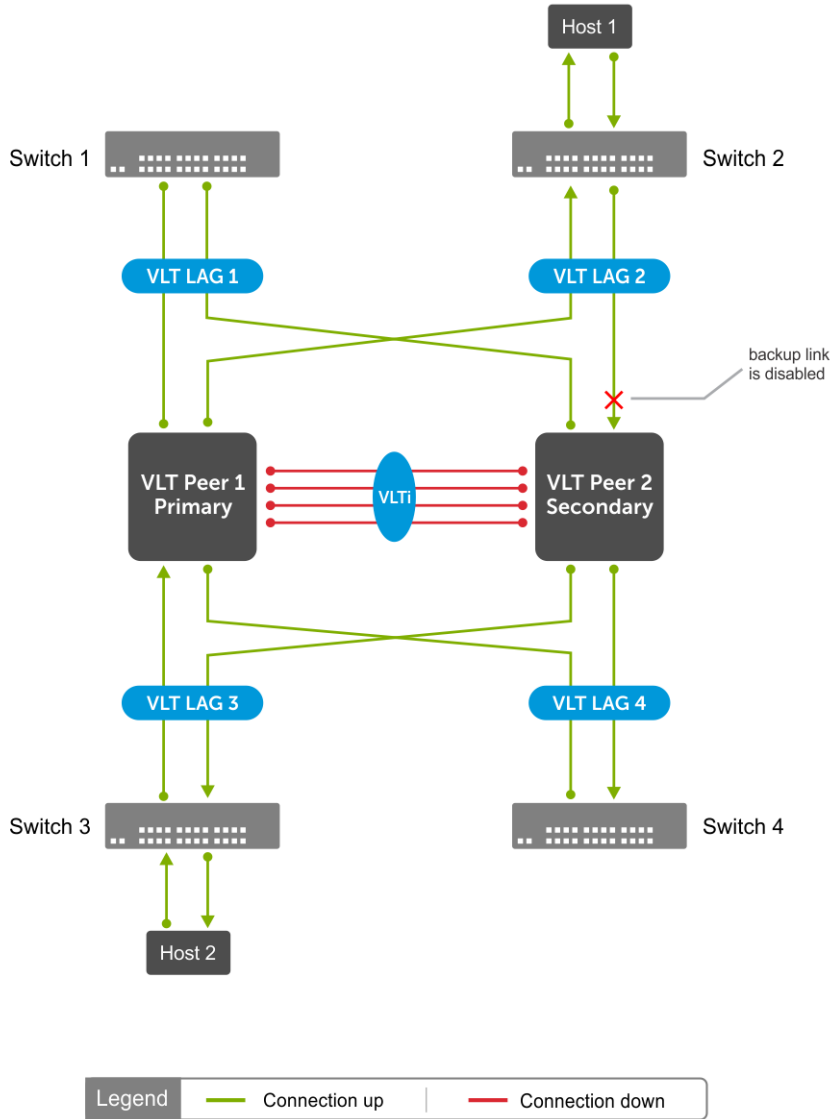 Host 1
Switch 1
Switch 2
VLT LAG 1
VLT LAG 2
backup link
is disabled
VLT Peer 1
Primary
VLTi
VLT Peer 2
Secondary
VLT LAG 3
VLT LAG 4
Switch 3
Switch 4
Host 2
Legend
Connection up
Connection down